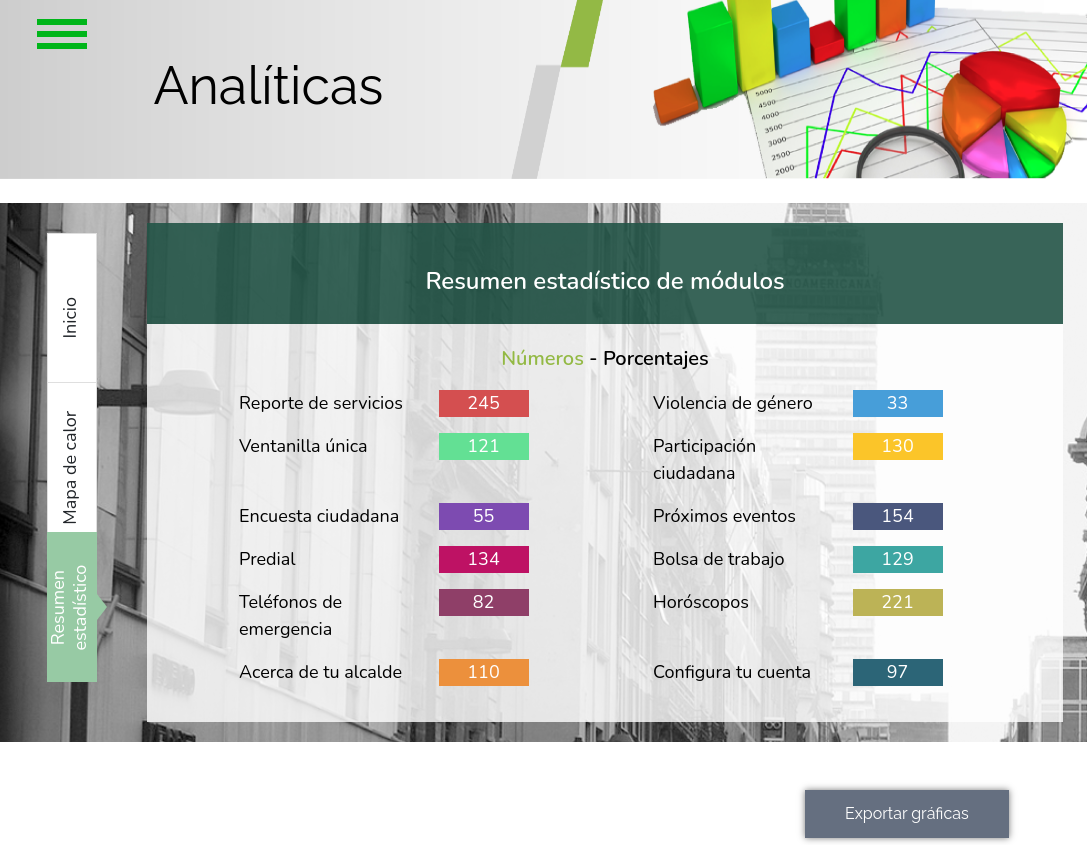 Analíticas
5000
4500
4000
3500
3000
2500
2000
Inicio
Mapa de calor
Resumen
estadístico
Resumen estadístico de módulos
Números - Porcentajes
Reporte de servicios 245
Violencia de género 33
Ventanilla única 121
Participación
ciudadana 130
Encuesta ciudadana 55
Próximos eventos 154
Predial 134
Bolsa de trabajo 129
Teléfonos de
emergencia 82
Horóscopos 221
Acerca de tu alcalde 110
Configura tu cuenta 97
Exportar gráficas